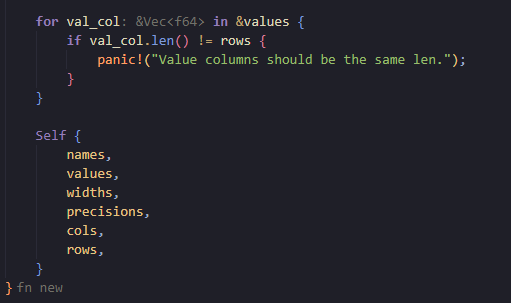 for val_col: &Vec<f64> in &values {
if val_col.len() != rows {
panic!("Value columns should be the same len.");
}
}
Self {
names,
values,
widths,
precisions,
cols,
rows,
}
} fn new